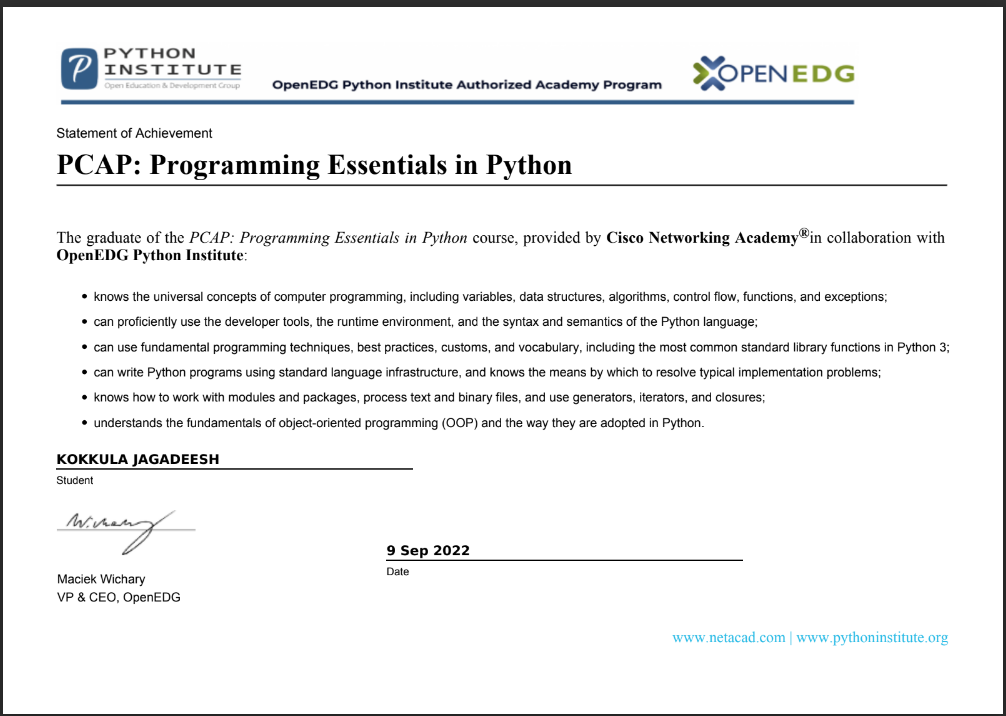 PYTHON
INSTITUTE
Open Education & Development Group
OpenEDG Python Institute Authorized Academy Program
OPENEDG
Statement of Achievement
PCAP: Programming Essentials in Python
The graduate of the PCAP: Programming Essentials in Python course, provided by Cisco Networking Academy®in collaboration with
OpenEDG Python Institute:
• knows the universal concepts of computer programming, including variables, data structures, algorithms, control flow, functions, and exceptions;
• can proficiently use the developer tools, the runtime environment, and the syntax and semantics of the Python language;
• can use fundamental programming techniques, best practices, customs, and vocabulary, including the most common standard library functions in Python 3;
• can write Python programs using standard language infrastructure, and knows the means by which to resolve typical implementation problems;
• knows how to work with modules and packages, process text and binary files, and use generators, iterators, and closures;
• understands the fundamentals of object-oriented programming (OOP) and the way they are adopted in Python.
KOKKULA JAGADEESH
Student
9 Sep 2022
Date
Maciek Wichary
VP & CEO, OpenEDG
www.netacad.com | www.pythoninstitute.org